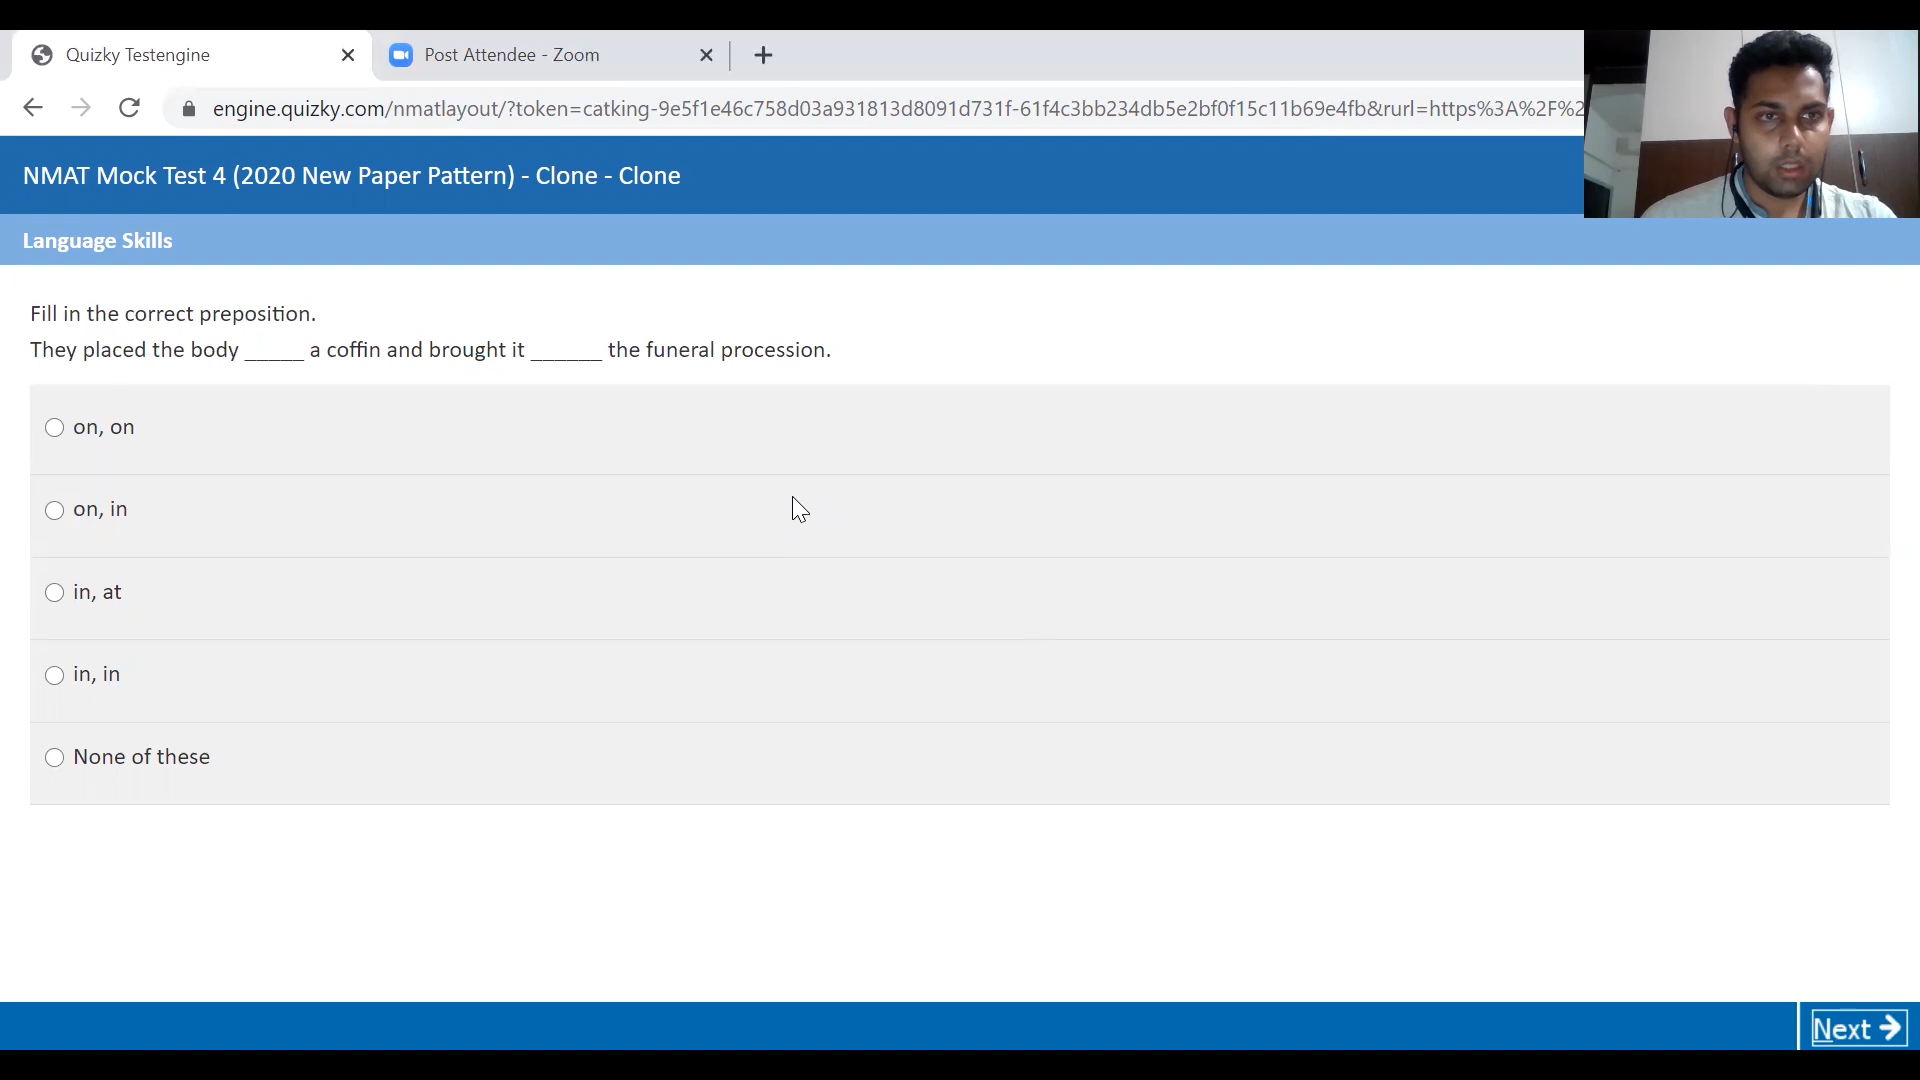 Quizky Testengine
Post Attendee - Zoom
engine.quizky.com/nmatlayout/?token=catking-9e5f1e46c758d03a931813d8091d731f-61f4c3bb234db5e2bf0f15c11b69e4fb&rurl=https%3A%2F%2
NMAT Mock Test 4 (2020 New Paper Pattern) - Clone - Clone
Language Skills
Fill in the correct preposition.
They placed the body _____ a coffin and brought it ______ the funeral procession.
on, on
on, in
in, at
in, in
None of these
Next